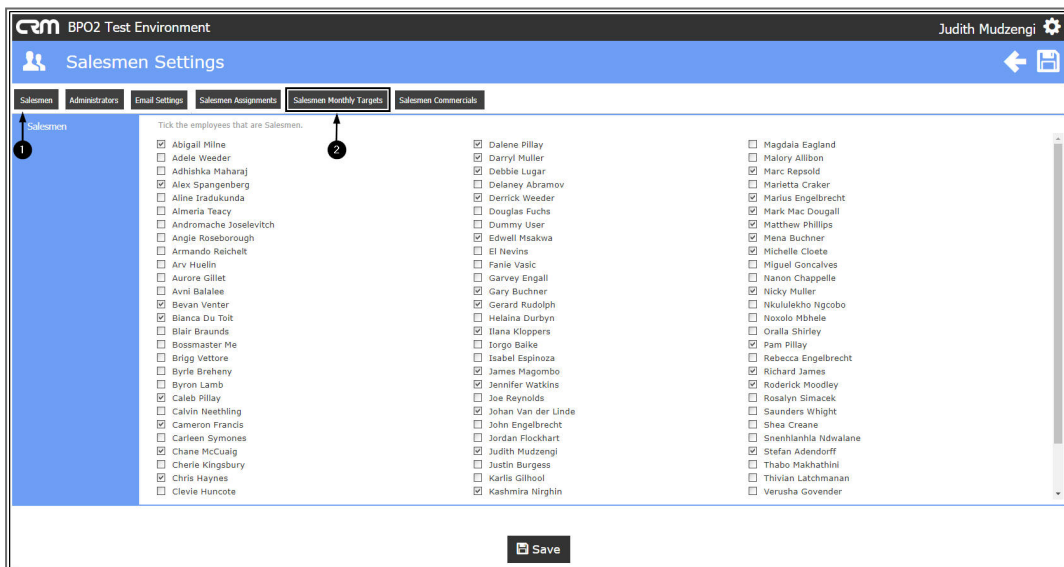 CRM BPO2 Test Environment Judith Mudzengi
Salesmen Settings
Salesmen Administrators Email Settings Salesmen Assignments Salesmen Monthly Targets Salesmen Commercials
Salesmen Tick the employees that are Salesmen.
1 2
Abigail Milne Dalene Pillay Magdaia Eagland
Adele Weeder Darryl Muller Malory Allibon
Adhishka Maharaj Debbie Lugar Marc Repsold
Alex Spangenberg Delaney Abramov Marietta Craker
Aline Iradukunda Derrick Weeder Marius Engelbrecht
Almeria Teacy Douglas Fuchs Mark Mac Dougall
Andromache Joselevitch Dummy User Matthew Phillips
Angie Roseborough Edwell Msakwa Mena Buchner
Armando Reichelt El Nevins Michelle Cloete
Arv Huelin Fanie Vasic Miguel Goncalves
Aurore Gillet Garvey Engall Nanon Chappelle
Avni Balalee Gary Buchner Nicky Muller
Bevan Venter Gerard Rudolph Nkululekho Ngcobo
Bianca Du Toit Helaina Durbyn Noxolo Mbhele
Blair Braunds Ilana Kloppers Oralla Shirley
Bossmaster Me Iorgo Baike Pam Pillay
Brigg Vettore Isabel Espinoza Rebecca Engelbrecht
Byrle Breheny James Magombo Richard James
Byron Lamb Jennifer Watkins Roderick Moodley
Caleb Pillay Joe Reynolds Rosalyn Simacek
Calvin Neethling Johan Van der Linde Saunders Whight
Cameron Francis John Engelbrecht Shea Creane
Carleen Symones Jordan Flockhart Snenhlanhla Ndwalane
Chane McCuaig Judith Mudzengi Stefan Adendorff
Cherie Kingsbury Justin Burgess Thabo Makhathini
Chris Haynes Karlis Gilhool Thivian Latchmanan
Clevie Huncote Kashmira Nirghin Verusha Govender
Save